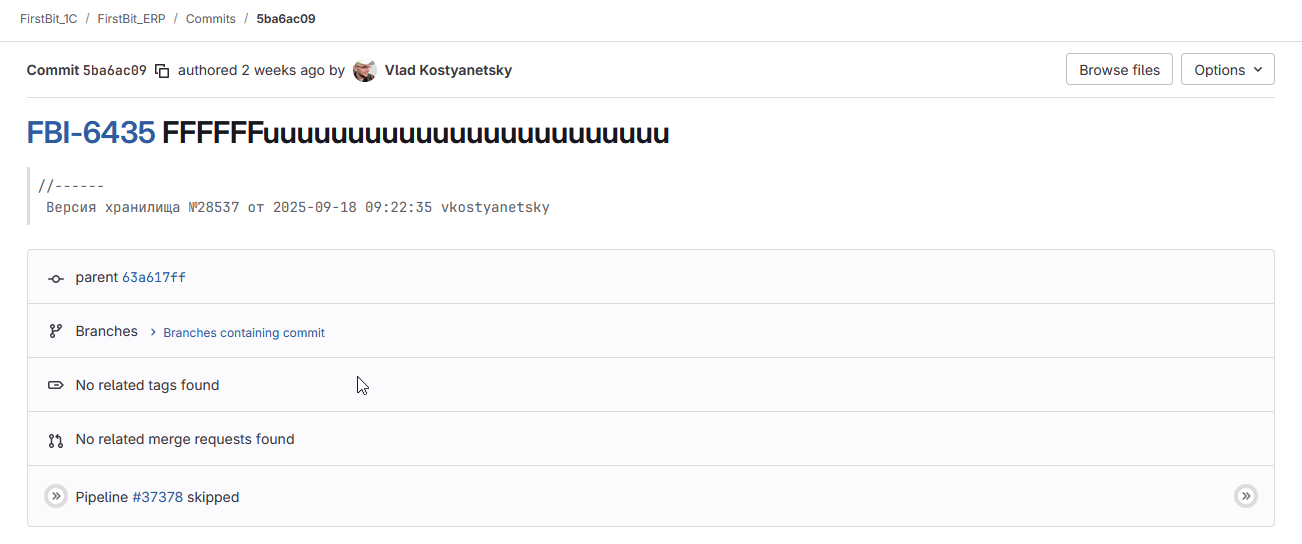 FirstBit_1C / FirstBit_ERP / Commits / 5ba6ac09
Commit 5ba6ac09 authored 2 weeks ago by Vlad Kostyanetsky
Browse files
Options
FBI-6435 FFFFFFuuuuuuuuuuuuuuuuuuuuuuuu
//------
Версия хранилища №28537 от 2025-09-18 09:22:35 vkostyanetsky
parent 63a617ff
Branches > Branches containing commit
No related tags found
No related merge requests found
Pipeline #37378 skipped